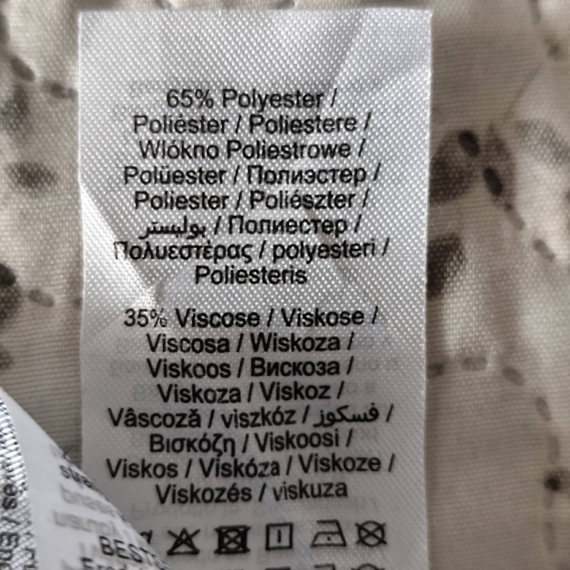 65% Polyester /
Poliéster / Poliestere /
Wlókno Poliestrowe /
Polüester / Полиэстер /
Poliester / Poliészter /
بوليستر / Полиестер /
Πολυεστέρας / polyesteri /
Poliesteris
35% Viscose / Viskose /
Viscosa / Wiskoza /
Viskoos / Вискоза /
Viskoza / Viskoz /
Vâscoză / viszkóz / فسكوز /
Βισκόζη / Viskoosi /
Viskos / Viskóza / Viskoze /
Viskozés / viskuza